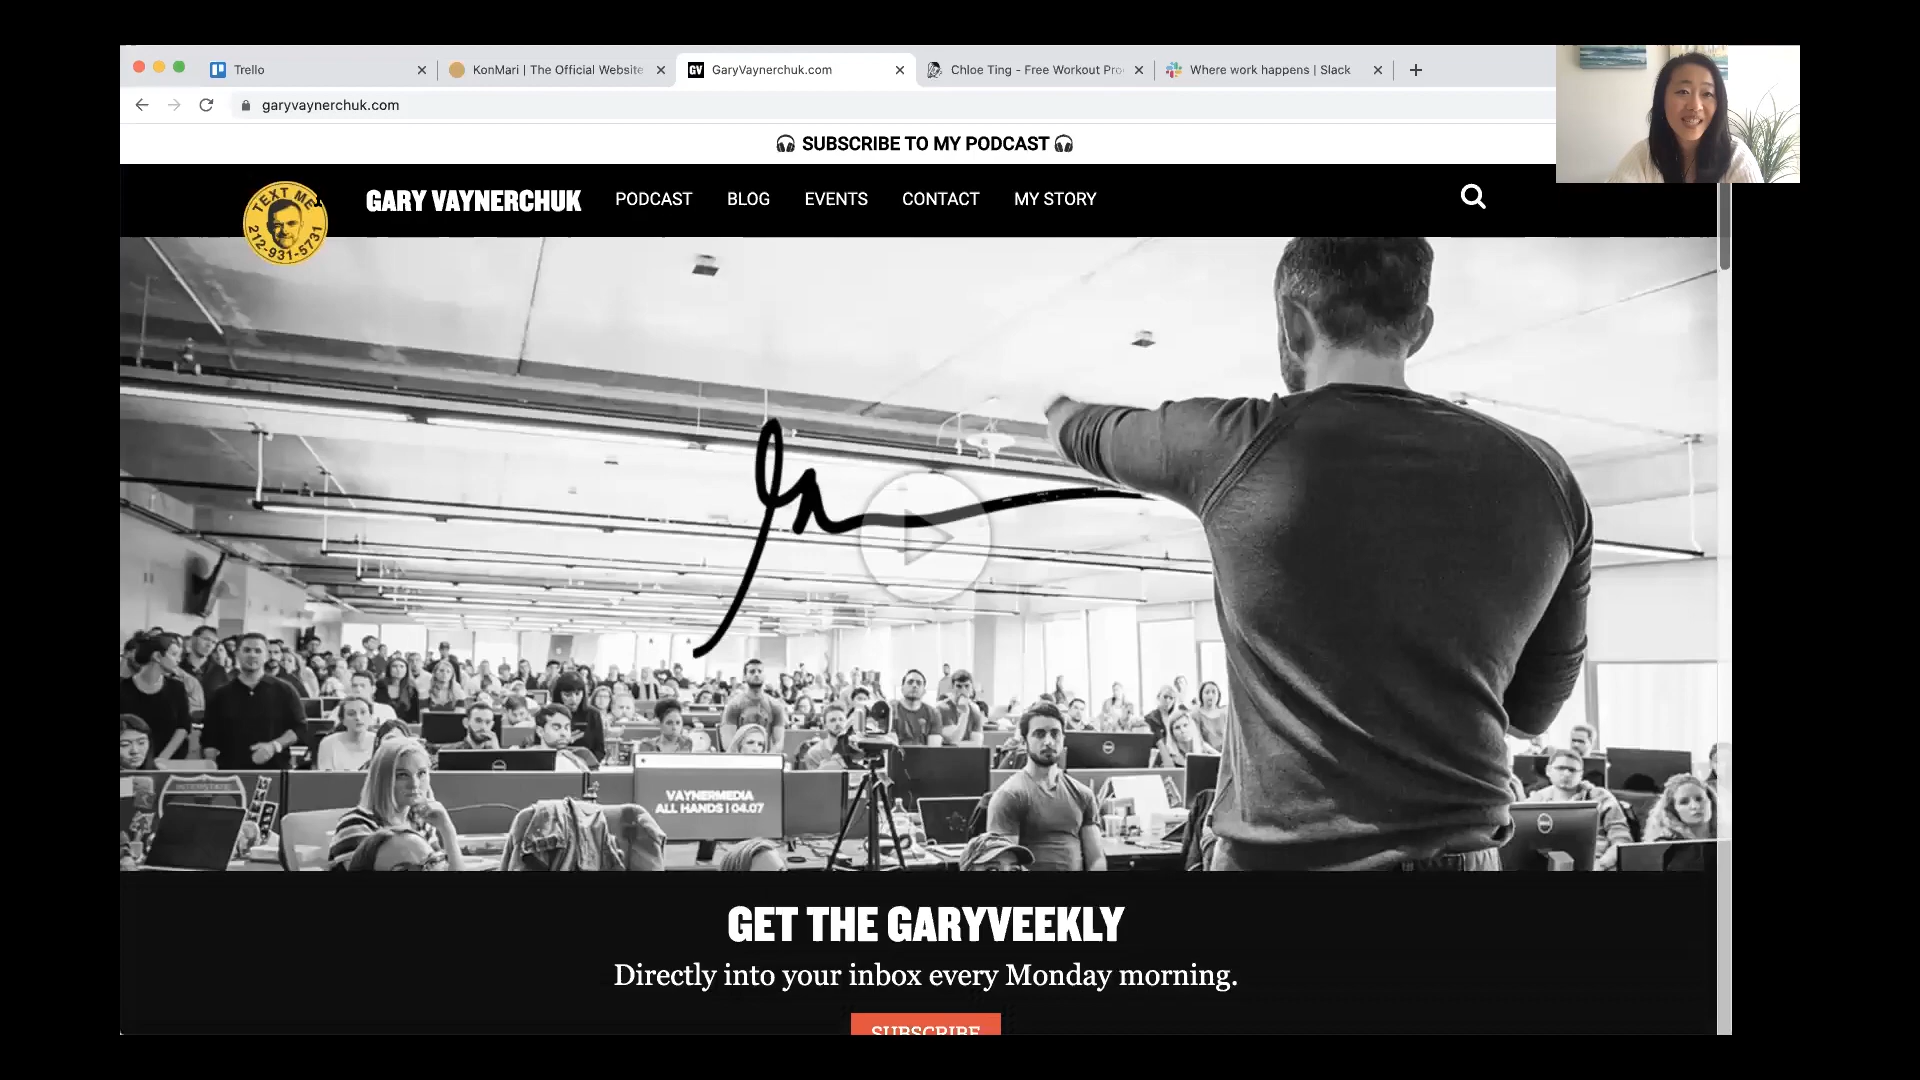 Trello
KonMari | The Official Website
GaryVaynerchuk.com
Chloe Ting - Free Workout Pro
Where work happens | Slack
garyvaynerchuk.com
SUBSCRIBE TO MY PODCAST
TEXT ME
212-931-5731
GARY VAYNERCHUK
PODCAST
BLOG
EVENTS
CONTACT
MY STORY
VAYNERMEDIA
ALL HANDS | 04.07
INTERSTATE
DELL
GET THE GARYVEEKLY
Directly into your inbox every Monday morning.
SUBSCRIBE